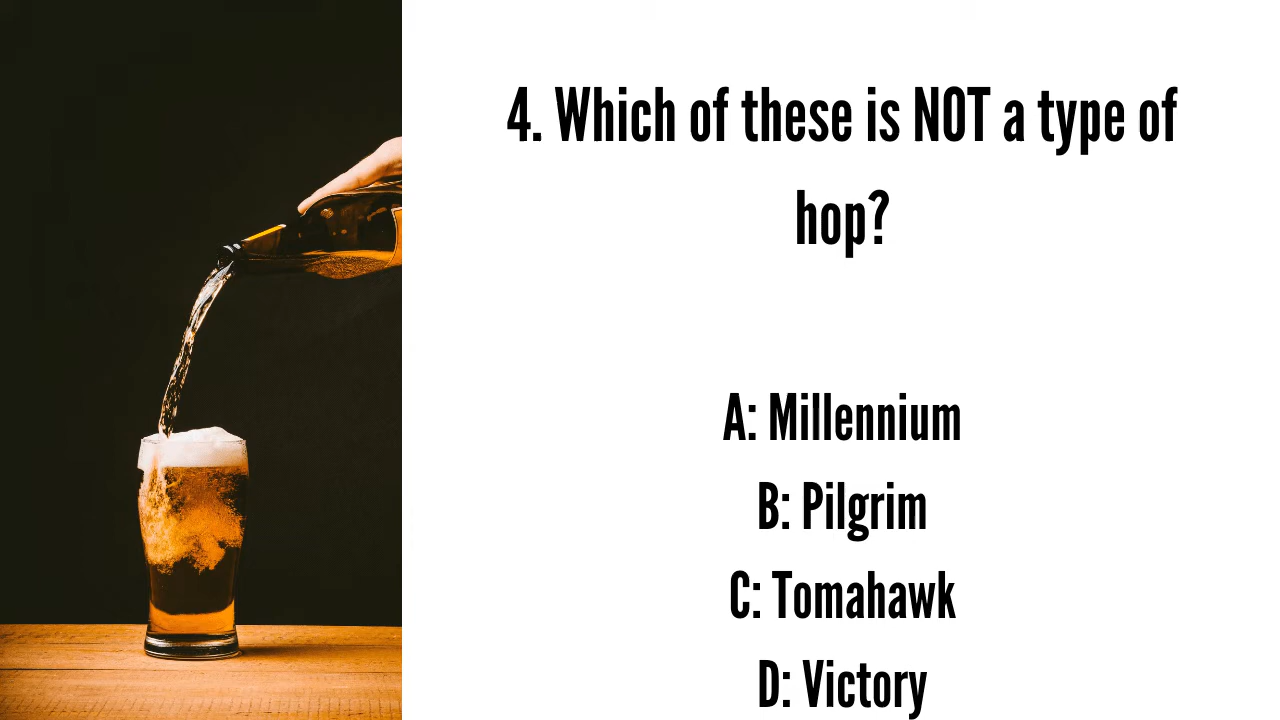 4. Which of these is NOT a type of
hop?
A: Millennium
B: Pilgrim
C: Tomahawk
D: Victory